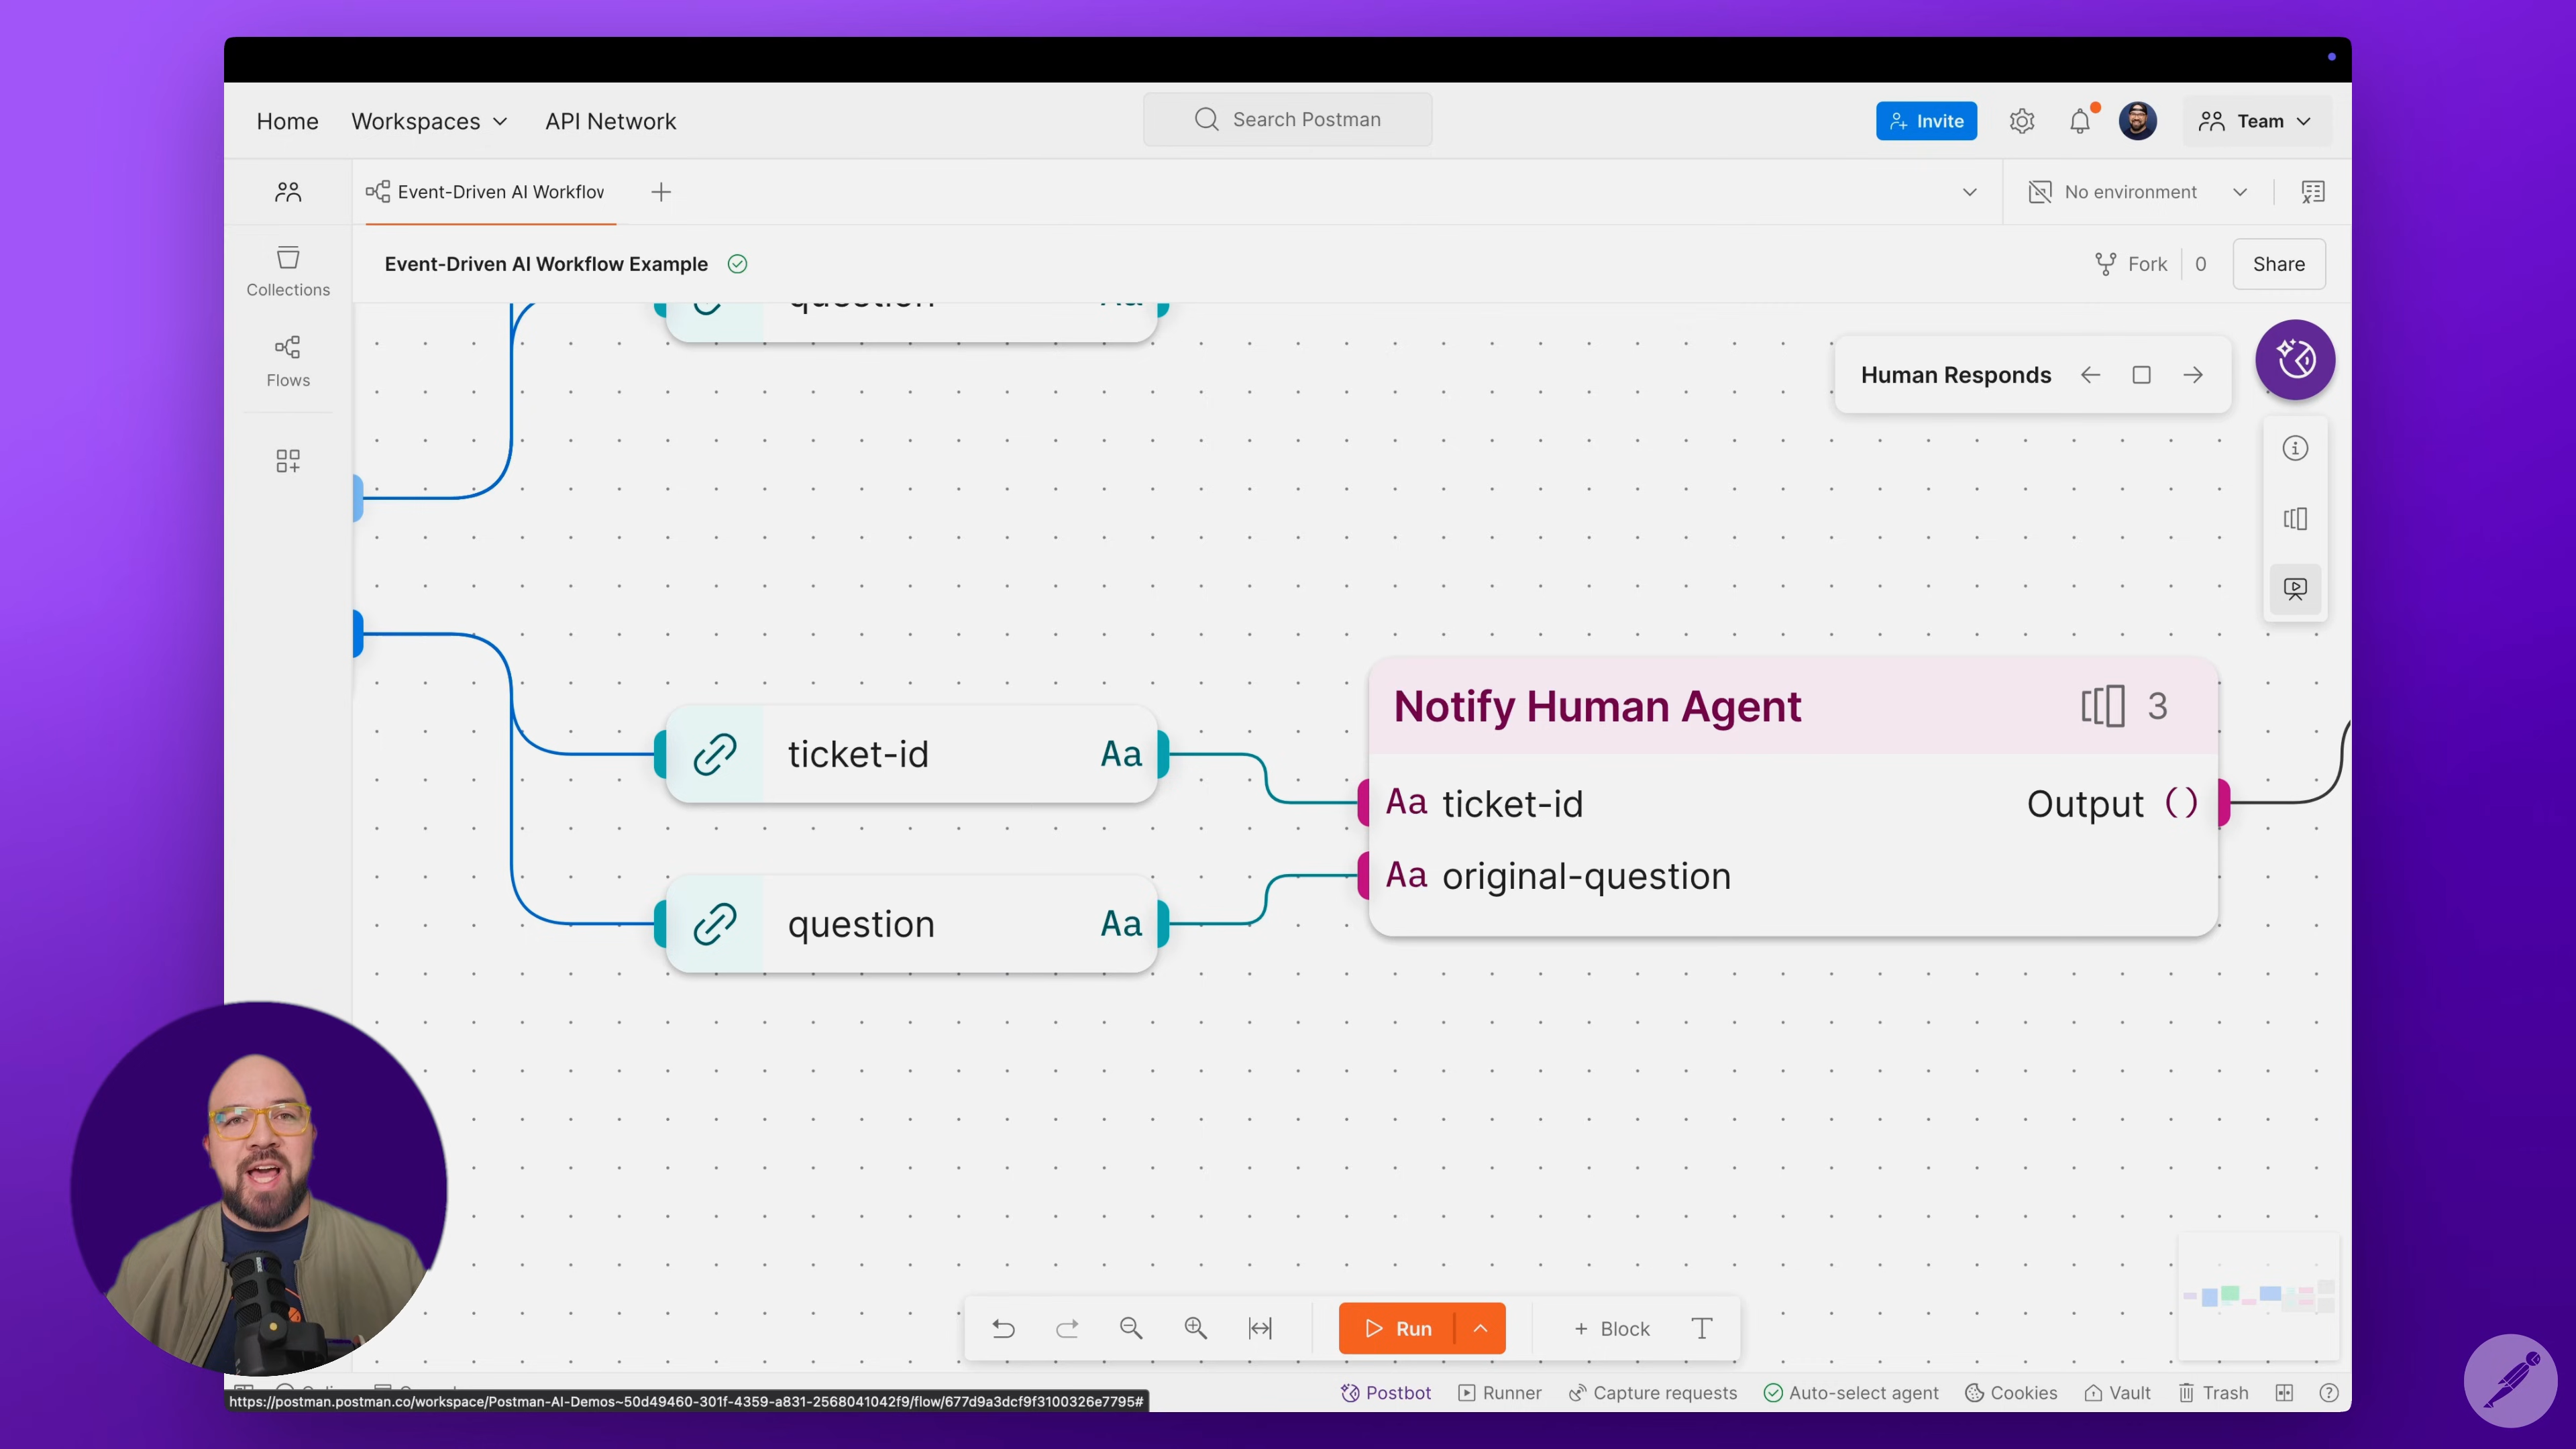 Home
Workspaces
API Network
Search Postman
Invite
Team
Event-Driven AI Workflow
No environment
Event-Driven AI Workflow Example
Fork
0
Share
Collections
Flows
question
Aa
Human Responds
ticket-id
Aa
question
Aa
Notify Human Agent
3
Aa ticket-id
Output ()
Aa original-question
Run
+ Block
T
https://postman.postman.co/workspace/Postman-AI-Demos~50d49460-301f-4359-a831-2568041042f9/flow/677d9a3dcf9f3100326e7795#
Postbot
Runner
Capture requests
Auto-select agent
Cookies
Vault
Trash